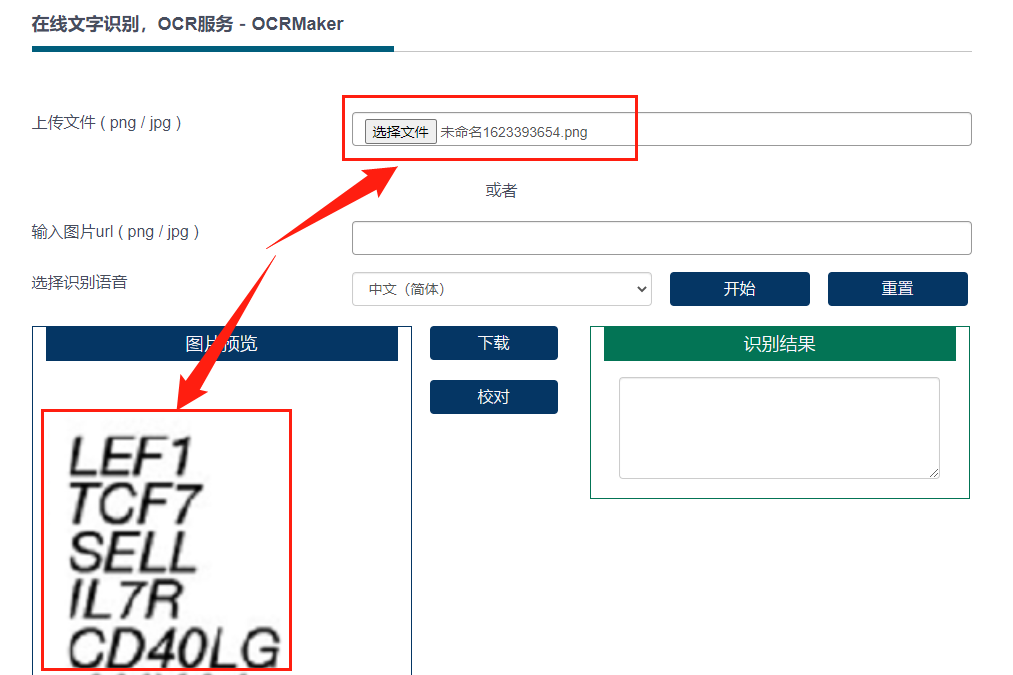 在线文字识别，OCR服务 - OCRMaker
上传文件 ( png / jpg )
选择文件 未命名1623393654.png
或者
输入图片url ( png / jpg )
选择识别语音
中文（简体）
开始
重置
图片预览
下载
识别结果
校对
LEF1
TCF7
SELL
IL7R
CD40LG